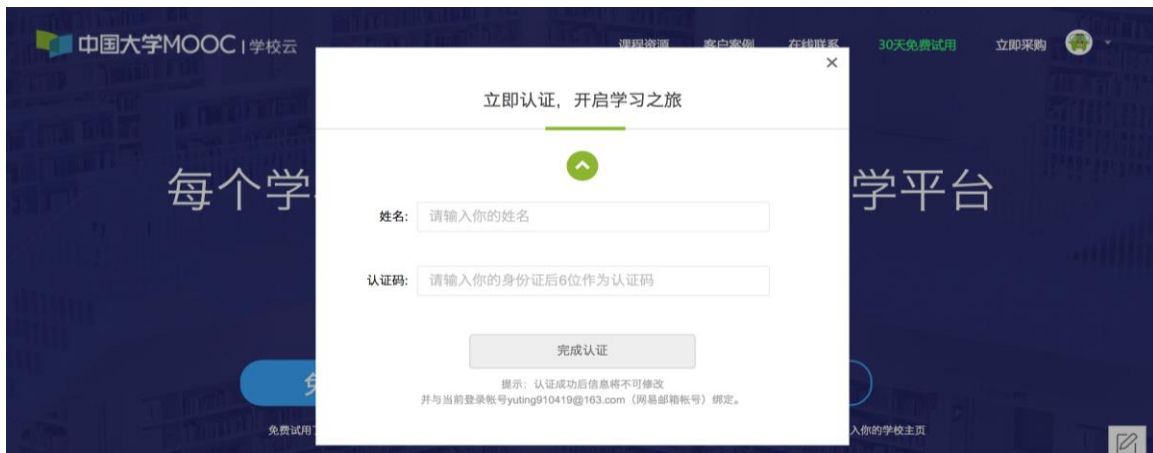 中国大学MOOC | 学校云
课程资源 客户案例 在线联系 30天免费试用 立即采购
×
立即认证，开启学习之旅
每个学 学平台
姓名: 请输入你的姓名
认证码: 请输入你的身份证后6位作为认证码
完成认证
提示：认证成功后信息将不可修改
并与当前登录帐号yuting910419@163.com（网易邮箱帐号）绑定。
免费试用 入你的学校主页